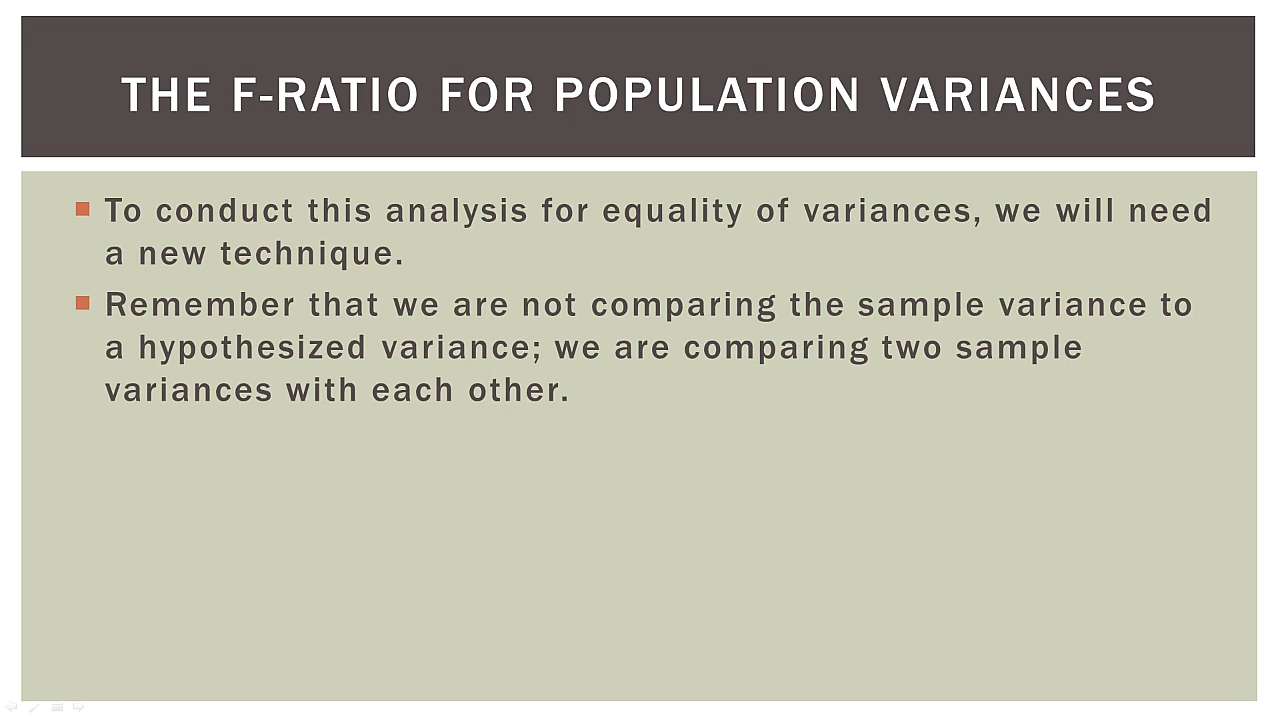 THE F-RATIO FOR POPULATION VARIANCES
To conduct this analysis for equality of variances, we will need
a new technique.
Remember that we are not comparing the sample variance to
a hypothesized variance; we are comparing two sample
variances with each other.